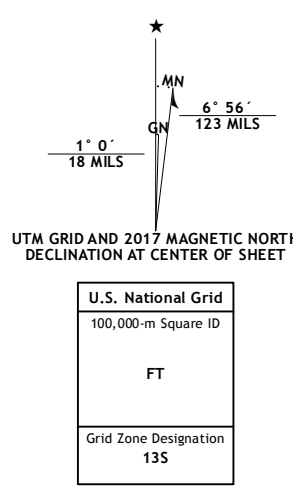 ★
MN
GN
6° 56´
123 MILS
1° 0´
18 MILS
UTM GRID AND 2017 MAGNETIC NORTH
DECLINATION AT CENTER OF SHEET
U.S. National Grid
100,000-m Square ID
FT
Grid Zone Designation
13S